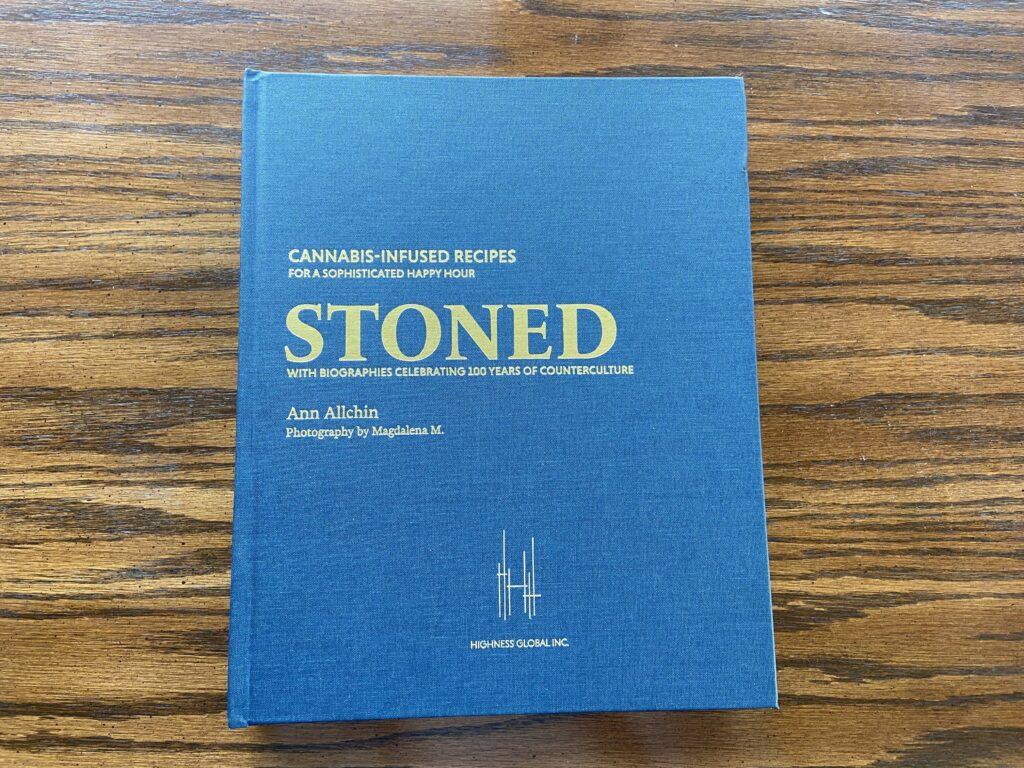 CANNABIS-INFUSED RECIPES
FOR A SOPHISTICATED HAPPY HOUR
STONED
WITH BIOGRAPHIES CELEBRATING 100 YEARS OF COUNTERCULTURE
Ann Allchin
Photography by Magdalena M.
HIGHNESS GLOBAL INC.